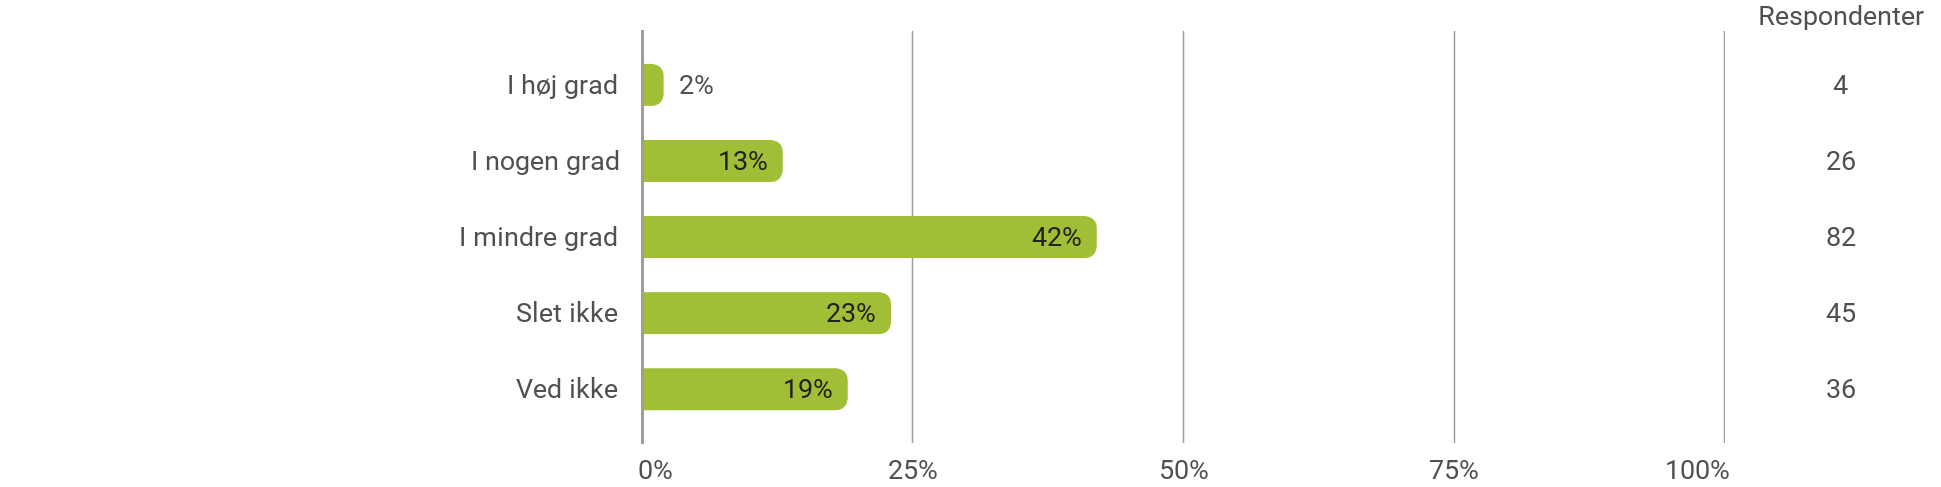 Respondenter
I høj grad 2% 4
I nogen grad 13% 26
I mindre grad 42% 82
Slet ikke 23% 45
Ved ikke 19% 36
0% 25% 50% 75% 100%